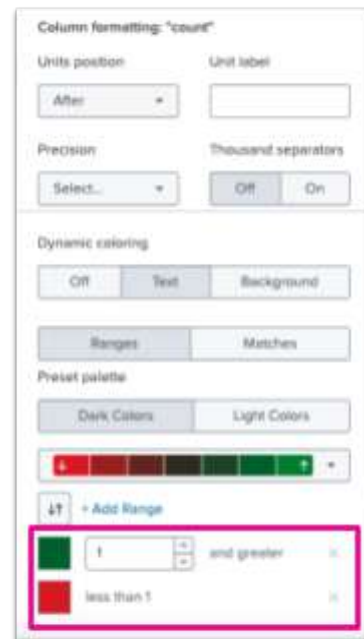 Column formatting: "count"
Units position Unit label
After
Precision Thousand separators
Select... Off On
Dynamic coloring
Off Text Background
Ranges Matches
Preset palette
Dark Colors Light Colors
+ Add Range
1 and greater
less than 1